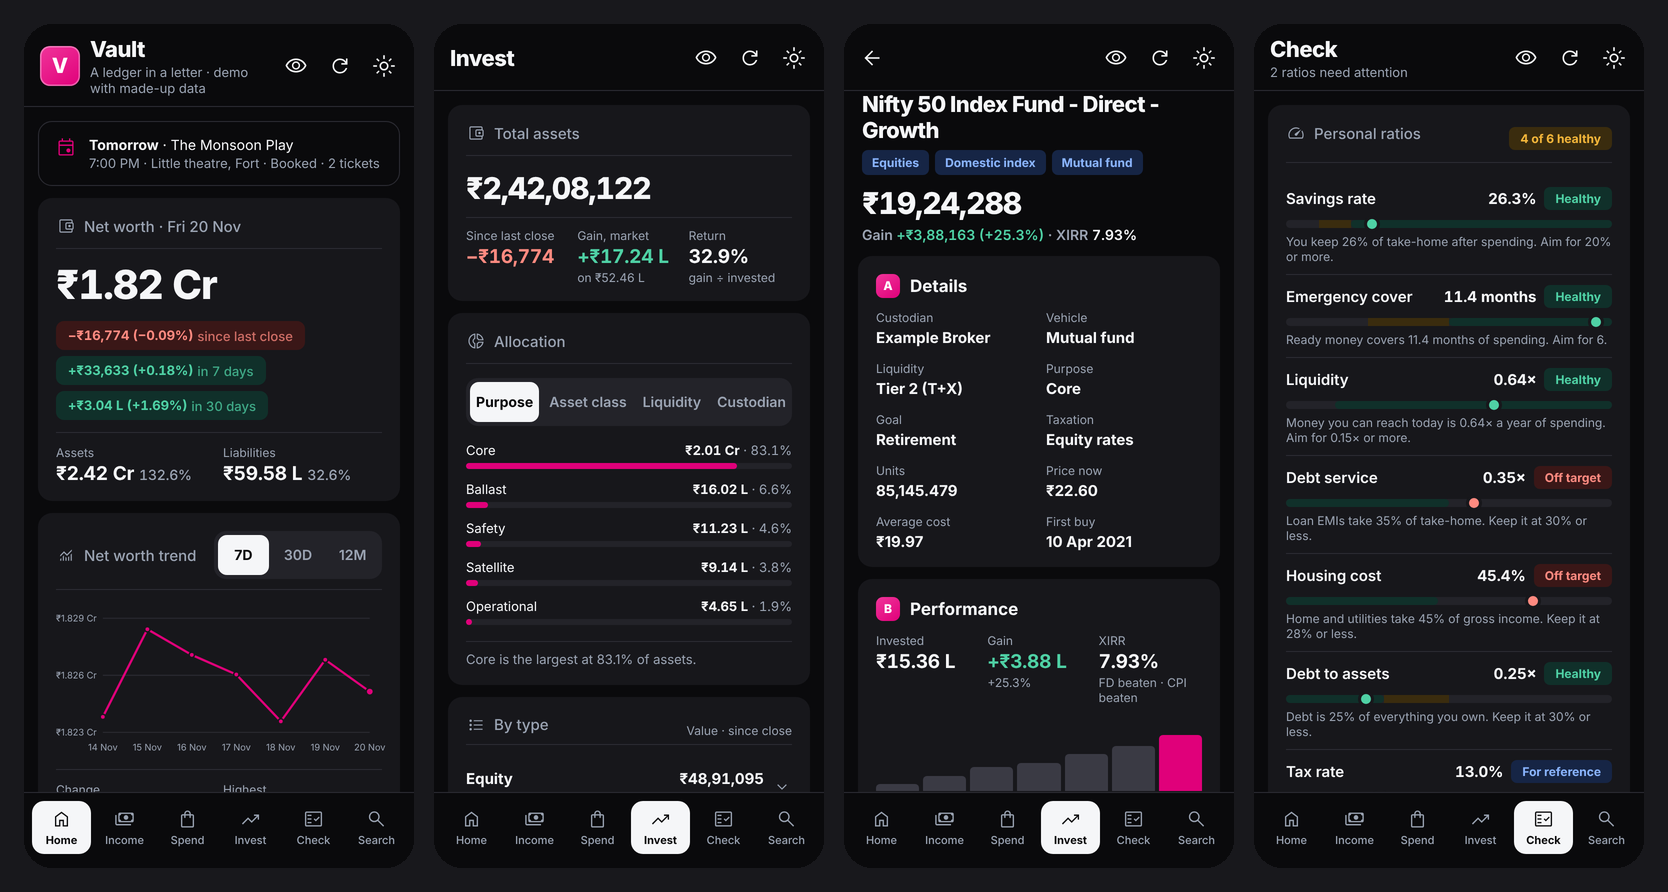 V
Vault
A ledger in a letter · demo
with made-up data
Tomorrow · The Monsoon Play
7:00 PM · Little theatre, Fort · Booked · 2 tickets
Net worth · Fri 20 Nov
₹1.82 Cr
−₹16,774 (−0.09%) since last close
+₹33,633 (+0.18%) in 7 days
+₹3.04 L (+1.69%) in 30 days
Assets Liabilities
₹2.42 Cr 132.6% ₹59.58 L 32.6%
Net worth trend 7D 30D 12M
₹1.829 Cr
₹1.826 Cr
₹1.823 Cr
14 Nov 15 Nov 16 Nov 17 Nov 18 Nov 19 Nov 20 Nov
Change Highest
Home Income Spend Invest Check Search
Invest
Total assets
₹2,42,08,122
Since last close Gain, market Return
−₹16,774 +₹17.24 L 32.9%
on ₹52.46 L gain ÷ invested
Allocation
Purpose Asset class Liquidity Custodian
Core ₹2.01 Cr · 83.1%
Ballast ₹16.02 L · 6.6%
Safety ₹11.23 L · 4.6%
Satellite ₹9.14 L · 3.8%
Operational ₹4.65 L · 1.9%
Core is the largest at 83.1% of assets.
By type Value · since close
Equity ₹48,91,095
Home Income Spend Invest Check Search
Nifty 50 Index Fund - Direct -
Growth
Equities Domestic index Mutual fund
₹19,24,288
Gain +₹3,88,163 (+25.3%) · XIRR 7.93%
A Details
Custodian Vehicle
Example Broker Mutual fund
Liquidity Purpose
Tier 2 (T+X) Core
Goal Taxation
Retirement Equity rates
Units Price now
85,145.479 ₹22.60
Average cost First buy
₹19.97 10 Apr 2021
B Performance
Invested Gain XIRR
₹15.36 L +₹3.88 L 7.93%
+25.3% FD beaten · CPI
beaten
Home Income Spend Invest Check Search
Check
2 ratios need attention
Personal ratios 4 of 6 healthy
Savings rate 26.3% Healthy
You keep 26% of take-home after spending. Aim for 20%
or more.
Emergency cover 11.4 months Healthy
Ready money covers 11.4 months of spending. Aim for 6.
Liquidity 0.64× Healthy
Money you can reach today is 0.64× a year of spending.
Aim for 0.15× or more.
Debt service 0.35× Off target
Loan EMIs take 35% of take-home. Keep it at 30% or
less.
Housing cost 45.4% Off target
Home and utilities take 45% of gross income. Keep it at
28% or less.
Debt to assets 0.25× Healthy
Debt is 25% of everything you own. Keep it at 30% or
less.
Tax rate 13.0% For reference
Home Income Spend Invest Check Search